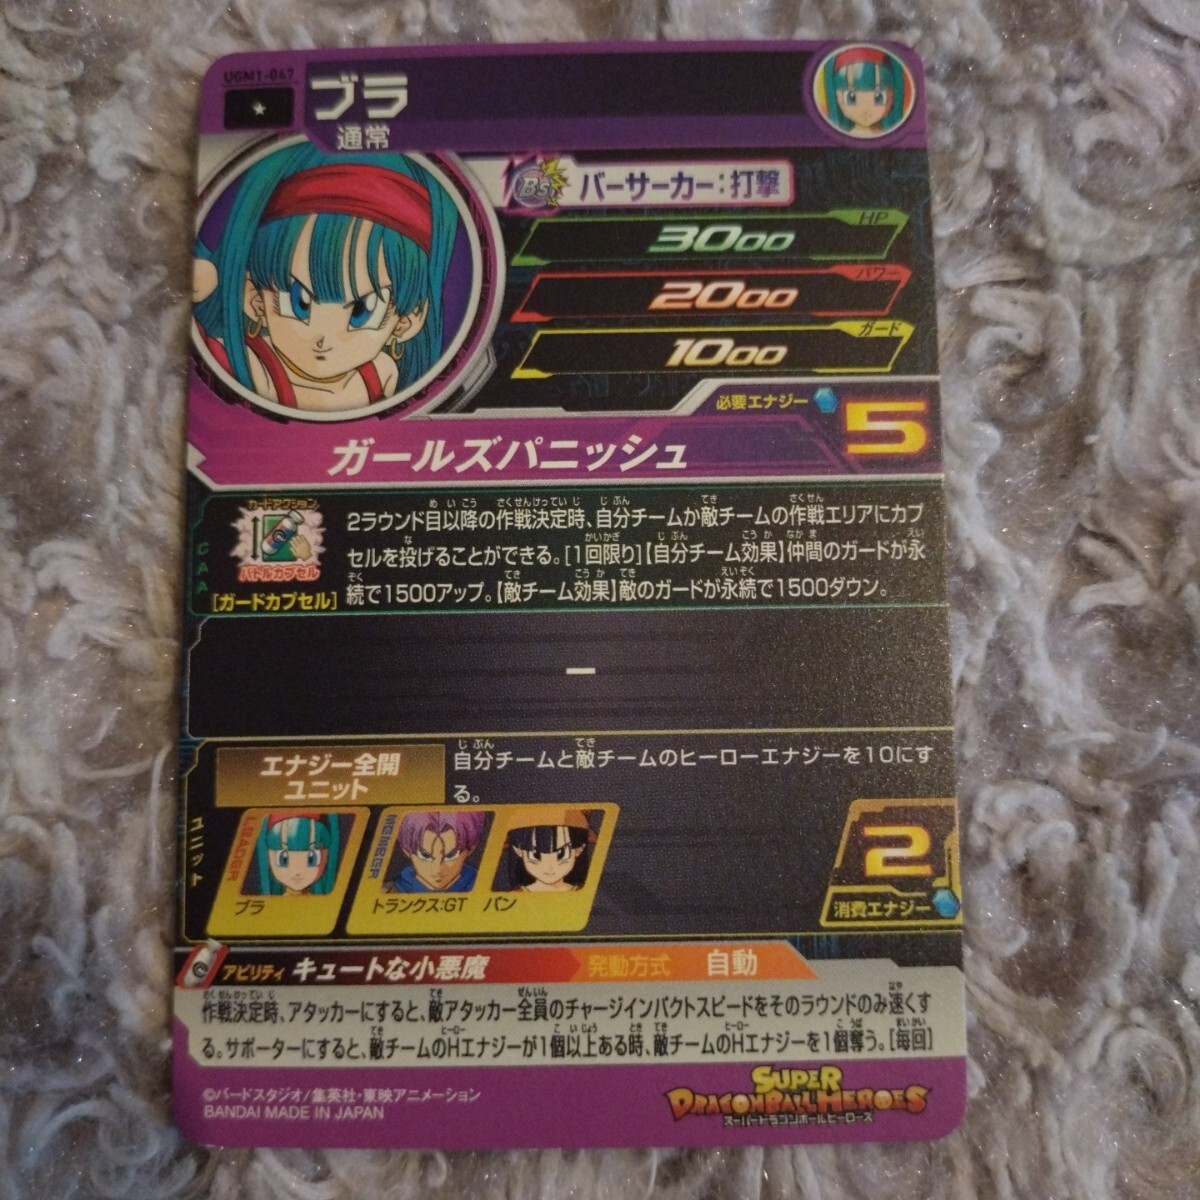 UGM1-067
ブラ
通常
Bs バーサーカー:打撃
HP
3000
パワー
2000
ガード
1000
必要エナジー 5
ガールズパニッシュ
CAA
カードアクション
バトルカプセル
[ガードカプセル]
2ラウンド目以降の作戦決定時、自分チームか敵チームの作戦エリアにカプ
セルを投げることができる。[1回限り]【自分チーム効果】仲間のガードが永
続で1500アップ。【敵チーム効果】敵のガードが永続で1500ダウン。
ー
ユニット
エナジー全開
ユニット
自分チームと敵チームのヒーローエナジーを10にす
る。
LEADER
ブラ
MEMBER
トランクス:GT パン
2
消費エナジー
アビリティ キュートな小悪魔 発動方式 自動
作戦決定時、アタッカーにすると、敵アタッカー全員のチャージインパクトスピードをそのラウンドのみ速くす
る。サポーターにすると、敵チームのHエナジーが1個以上ある時、敵チームのHエナジーを1個奪う。[毎回]
©バードスタジオ/集英社・東映アニメーション
BANDAI MADE IN JAPAN
SUPER
DRAGONBALL HEROES
スーパードラゴンボールヒーローズ